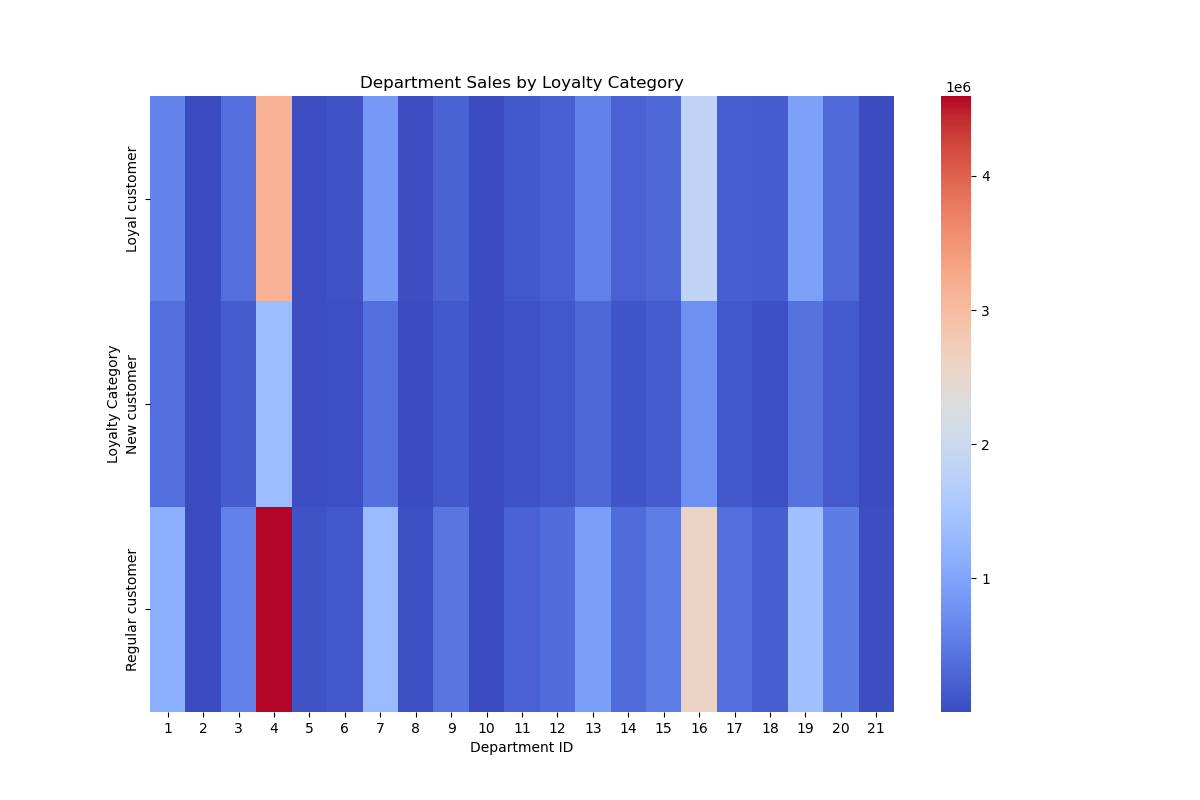 Department Sales by Loyalty Category
1e6
Loyalty Category
Loyal customer
New customer
Regular customer
4
3
2
1
1 2 3 4 5 6 7 8 9 10 11 12 13 14 15 16 17 18 19 20 21
Department ID